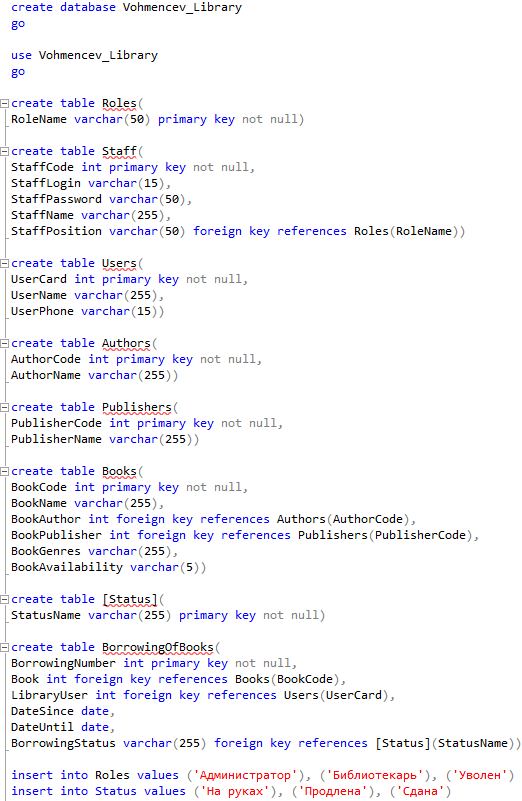 create database Vohmencev_Library
go
use Vohmencev_Library
go
create table Roles(
RoleName varchar(50) primary key not null)
create table Staff(
StaffCode int primary key not null,
StaffLogin varchar(15),
StaffPassword varchar(50),
StaffName varchar(255),
StaffPosition varchar(50) foreign key references Roles(RoleName))
create table Users(
UserCard int primary key not null,
UserName varchar(255),
UserPhone varchar(15))
create table Authors(
AuthorCode int primary key not null,
AuthorName varchar(255))
create table Publishers(
PublisherCode int primary key not null,
PublisherName varchar(255))
create table Books(
BookCode int primary key not null,
BookName varchar(255),
BookAuthor int foreign key references Authors(AuthorCode),
BookPublisher int foreign key references Publishers(PublisherCode),
BookGenres varchar(255),
BookAvailability varchar(5))
create table [Status](
StatusName varchar(255) primary key not null)
create table BorrowingOfBooks(
BorrowingNumber int primary key not null,
Book int foreign key references Books(BookCode),
LibraryUser int foreign key references Users(UserCard),
DateSince date,
DateUntil date,
BorrowingStatus varchar(255) foreign key references [Status](StatusName))
insert into Roles values ('Администратор'), ('Библиотекарь'), ('Уволен')
insert into Status values ('На руках'), ('Продлена'), ('Сдана')